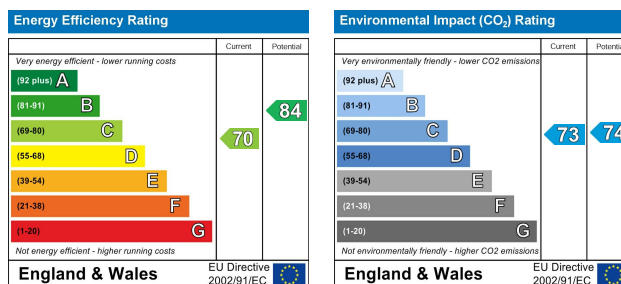 Energy Efficiency Rating
Current Potential
Very energy efficient - lower running costs
(92 plus) A
(81-91) B
84
(69-80) C
70
(55-68) D
(39-54) E
(21-38) F
(1-20) G
Not energy efficient - higher running costs
England & Wales
EU Directive
2002/91/EC
Environmental Impact (CO₂) Rating
Current Potential
Very environmentally friendly - lower CO2 emissions
(92 plus) A
(81-91) B
(69-80) C
73 74
(55-68) D
(39-54) E
(21-38) F
(1-20) G
Not environmentally friendly - higher CO2 emissions
England & Wales
EU Directive
2002/91/EC